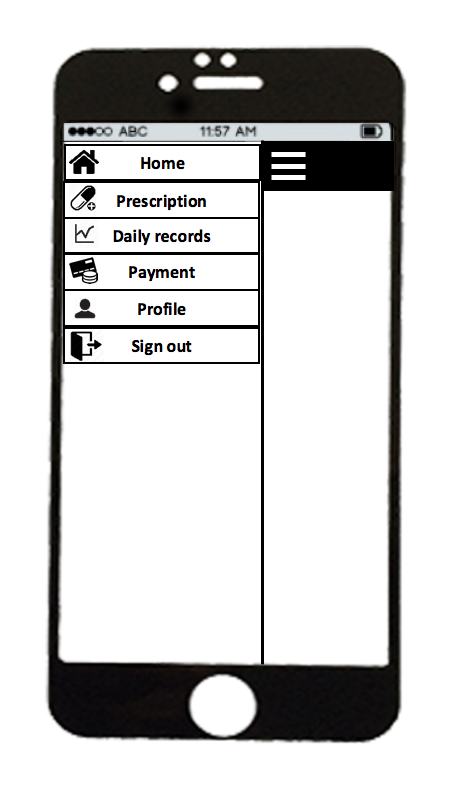 ABC 11:57 AM
Home
Prescription
Daily records
Payment
Profile
Sign out